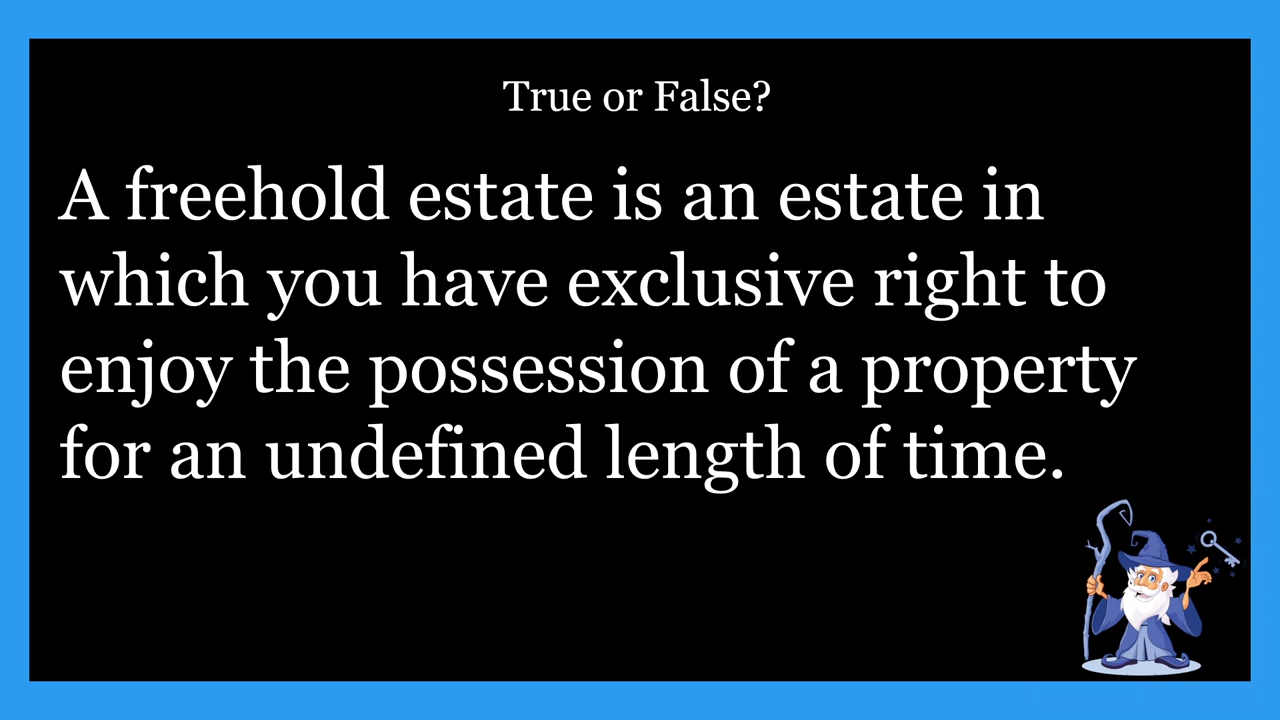 True or False?
A freehold estate is an estate in
which you have exclusive right to
enjoy the possession of a property
for an undefined length of time.